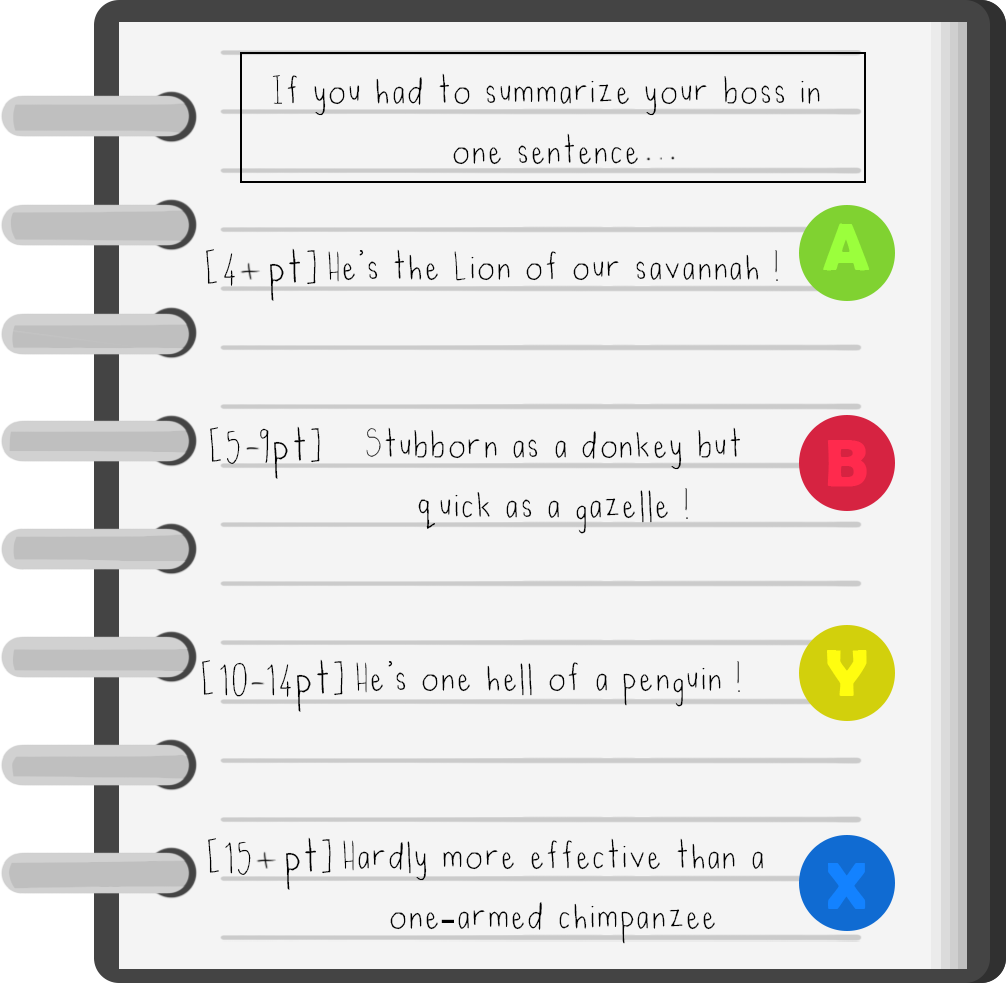 If you had to summarize your boss in
one sentence...
[4+ pt] He's the Lion of our savannah !
A
[5-9pt] Stubborn as a donkey but
quick as a gazelle !
B
[10-14pt] He's one hell of a penguin !
Y
[15+ pt] Hardly more effective than a
one-armed chimpanzee
X